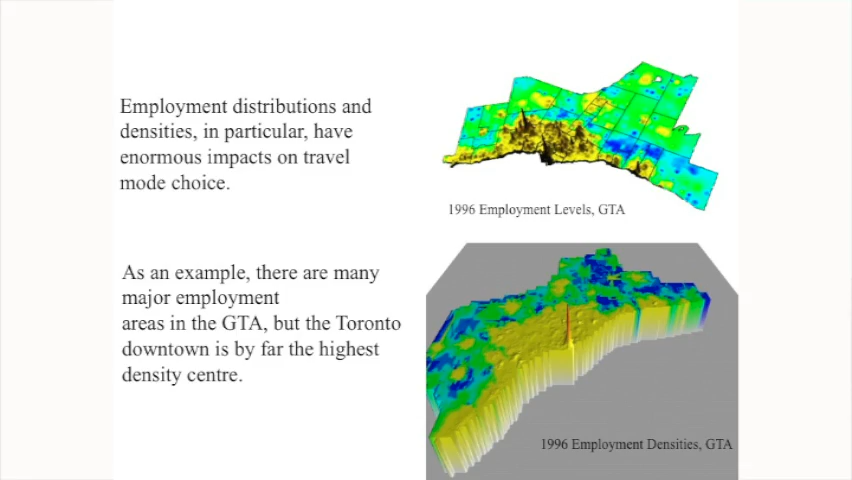 Employment distributions and
densities, in particular, have
enormous impacts on travel
mode choice.
1996 Employment Levels, GTA
As an example, there are many
major employment
areas in the GTA, but the Toronto
downtown is by far the highest
density centre.
1996 Employment Densities, GTA